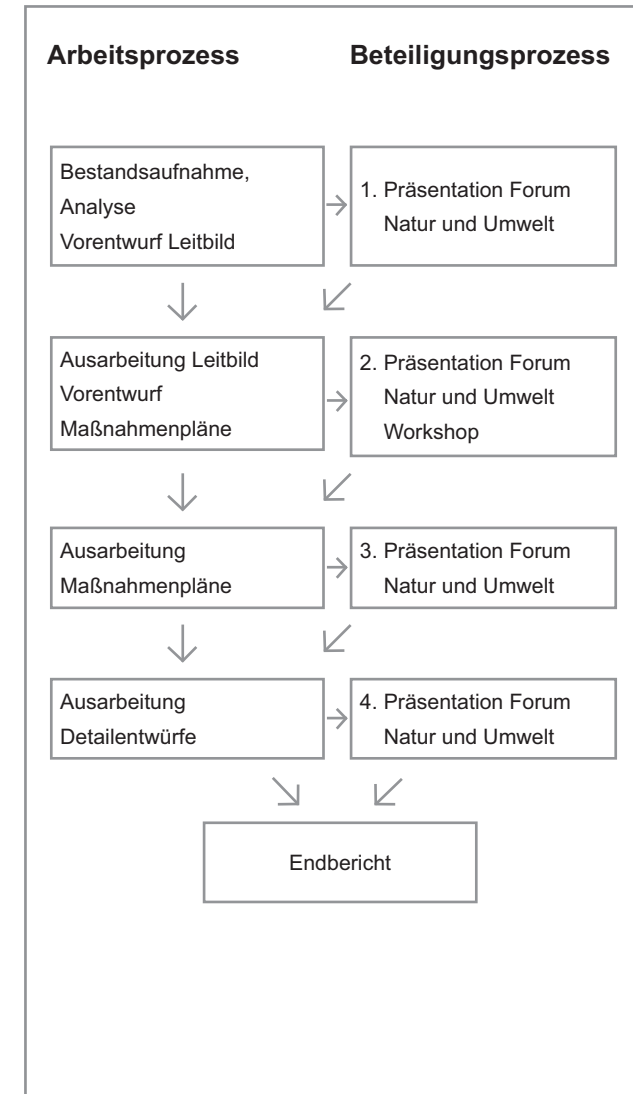 Arbeitsprozess
Beteiligungsprozess
Bestandsaufnahme,
Analyse
Vorentwurf Leitbild
1. Präsentation Forum
Natur und Umwelt
Ausarbeitung Leitbild
Vorentwurf
Maßnahmenpläne
2. Präsentation Forum
Natur und Umwelt
Workshop
Ausarbeitung
Maßnahmenpläne
3. Präsentation Forum
Natur und Umwelt
Ausarbeitung
Detailentwürfe
4. Präsentation Forum
Natur und Umwelt
Endbericht